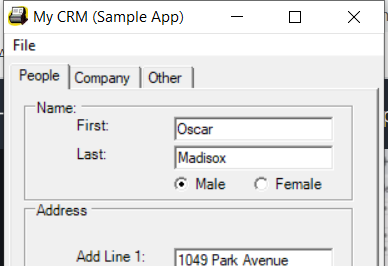 My CRM (Sample App)
File
People Company Other
Name:
First: Oscar
Last: Madisox
Male Female
Address
Add Line 1: 1049 Park Avenue